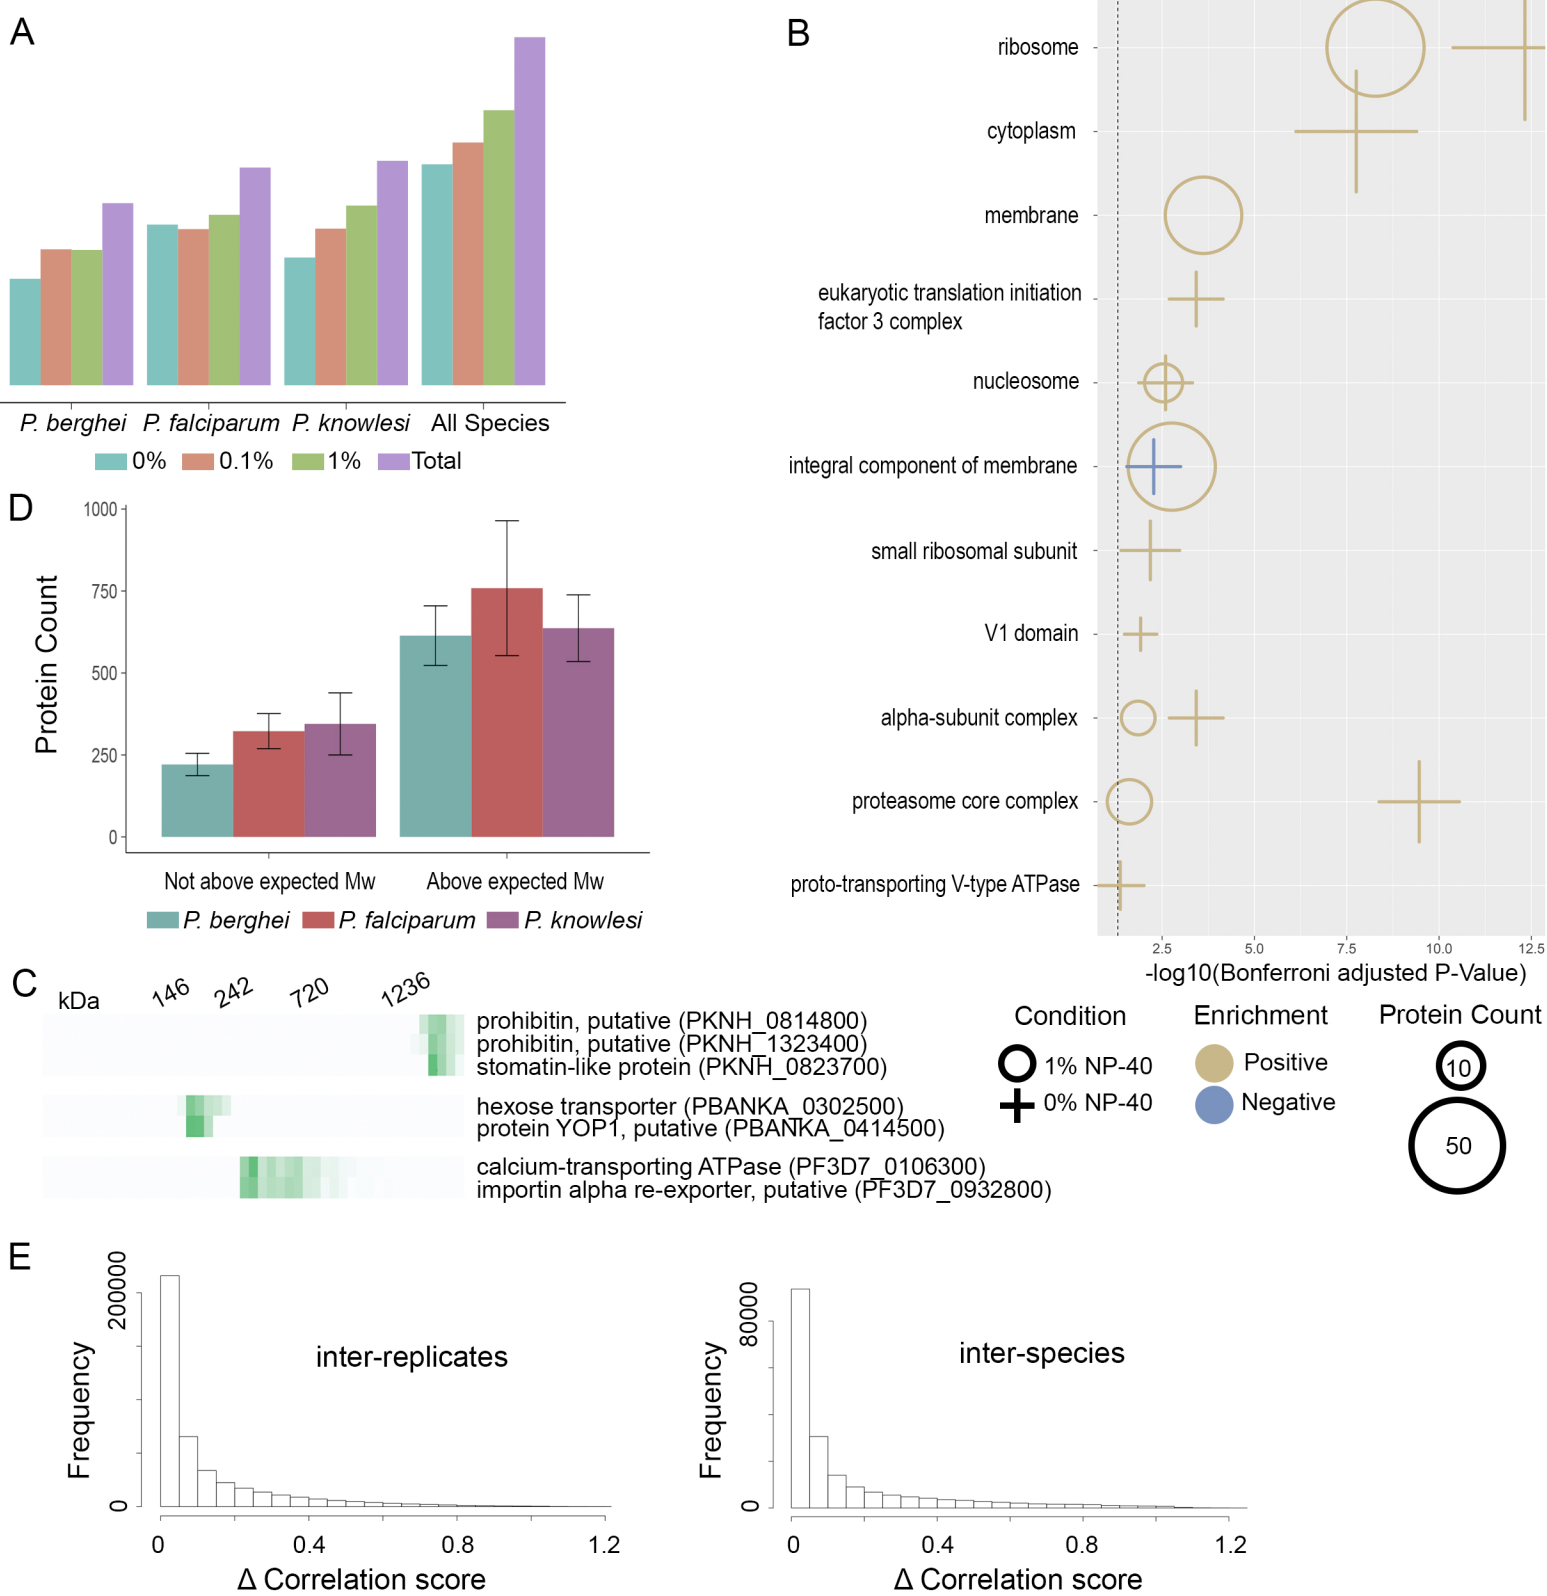 A
P. berghei P. falciparum P. knowlesi All Species
0% 0.1% 1% Total
B
ribosome
cytoplasm
membrane
eukaryotic translation initiation
factor 3 complex
nucleosome
integral component of membrane
small ribosomal subunit
V1 domain
alpha-subunit complex
proteasome core complex
proto-transporting V-type ATPase
2.5 5.0 7.5 10.0 12.5
-log10(Bonferroni adjusted P-Value)
Condition
1% NP-40
0% NP-40
Enrichment
Positive
Negative
Protein Count
10
50
D
Protein Count
1000
750
500
250
0
Not above expected Mw Above expected Mw
P. berghei P. falciparum P. knowlesi
C
kDa 146 242 720 1236
prohibitin, putative (PKNH_0814800)
prohibitin, putative (PKNH_1323400)
stomatin-like protein (PKNH_0823700)
hexose transporter (PBANKA_0302500)
protein YOP1, putative (PBANKA_0414500)
calcium-transporting ATPase (PF3D7_0106300)
importin alpha re-exporter, putative (PF3D7_0932800)
E
Frequency
200000
0
inter-replicates
0 0.4 0.8 1.2
Δ Correlation score
Frequency
80000
0
inter-species
0 0.4 0.8 1.2
Δ Correlation score